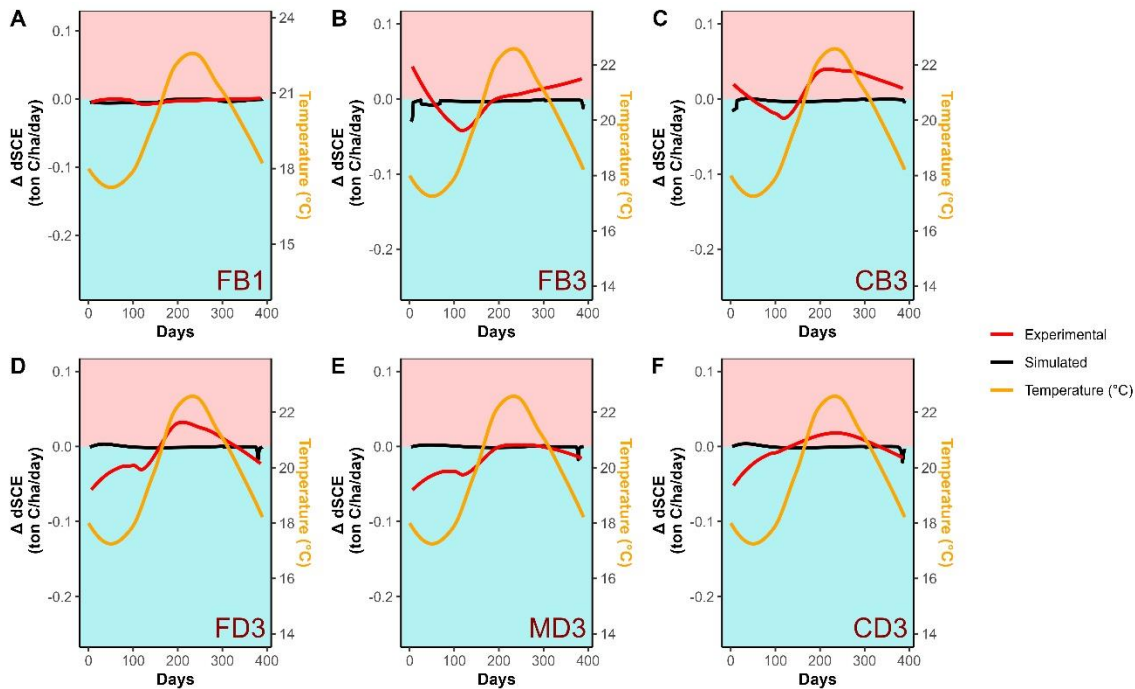 A
B
C
0.1
0.0
-0.1
-0.2
Δ dSCE
(ton C/ha/day)
24
21
18
15
Temperature (°C)
FB1
0 100 200 300 400
Days
0.1
0.0
-0.1
-0.2
Δ dSCE
(ton C/ha/day)
22
20
18
16
14
Temperature (°C)
FB3
0 100 200 300 400
Days
0.1
0.0
-0.1
-0.2
Δ dSCE
(ton C/ha/day)
22
20
18
16
14
Temperature (°C)
CB3
0 100 200 300 400
Days
Experimental
Simulated
Temperature (°C)
D
E
F
0.1
0.0
-0.1
-0.2
Δ dSCE
(ton C/ha/day)
22
20
18
16
14
Temperature (°C)
FD3
0 100 200 300 400
Days
0.1
0.0
-0.1
-0.2
Δ dSCE
(ton C/ha/day)
22
20
18
16
14
Temperature (°C)
MD3
0 100 200 300 400
Days
0.1
0.0
-0.1
-0.2
Δ dSCE
(ton C/ha/day)
22
20
18
16
14
Temperature (°C)
CD3
0 100 200 300 400
Days